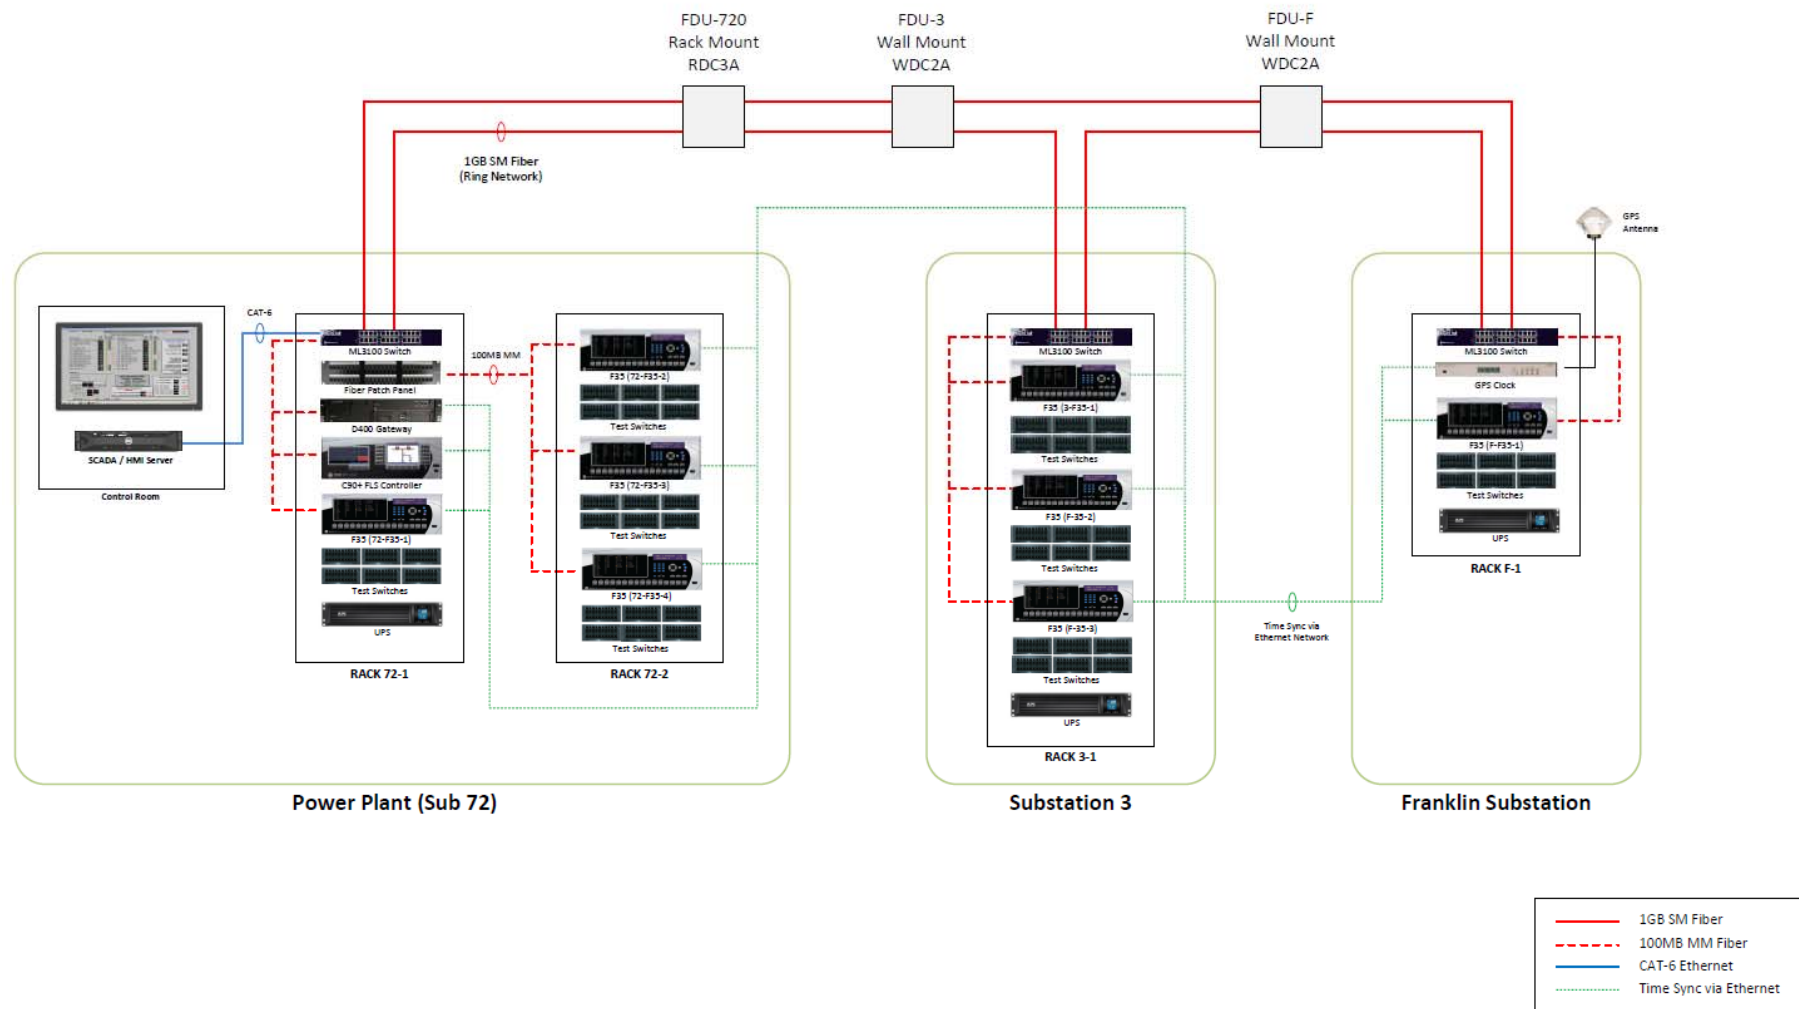 FDU-720
Rack Mount
RDC3A
FDU-3
Wall Mount
WDC2A
FDU-F
Wall Mount
WDC2A
1GB SM Fiber
(Ring Network)
GPS
Antenna
CAT-6
100MB MM
SCADA / HMI Server
Control Room
ML3100 Switch
Fiber Patch Panel
D400 Gateway
C90+ FLS Controller
F35 (72-F35-1)
Test Switches
UPS
RACK 72-1
F35 (72-F35-2)
Test Switches
F35 (72-F35-3)
Test Switches
F35 (72-F35-4)
Test Switches
RACK 72-2
Power Plant (Sub 72)
ML3100 Switch
F35 (3-F35-1)
Test Switches
F35 (F-35-2)
Test Switches
F35 (F-35-3)
Test Switches
UPS
RACK 3-1
Substation 3
Time Sync via
Ethernet Network
ML3100 Switch
GPS Clock
F35 (F-F35-1)
Test Switches
UPS
RACK F-1
Franklin Substation
1GB SM Fiber
100MB MM Fiber
CAT-6 Ethernet
Time Sync via Ethernet